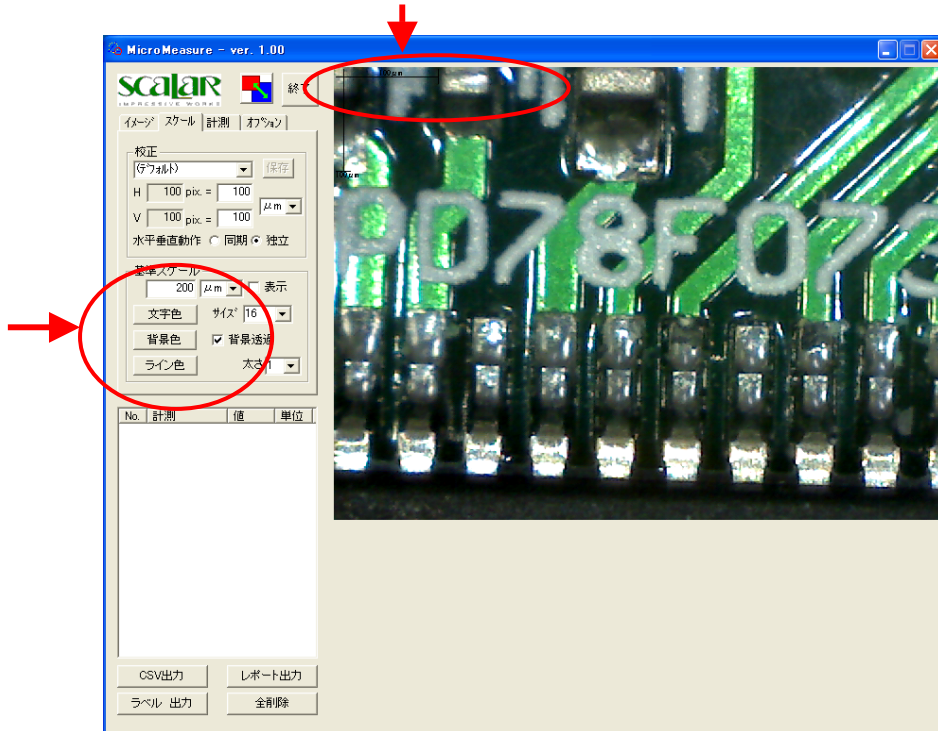 MicroMeasure - ver. 1.00
scalar
IMPRESSIVE WORKS
終了
イメージ スケール 計測 オプション
校正
(デフォルト) 保存
H 100 pix. = 100
μm
V 100 pix. = 100
水平垂直動作 同期 独立
基準スケール
200 μm 表示
文字色 サイズ 16
背景色 背景透過
ライン色 太さ 1
No. 計測 値 単位
CSV出力 レポート出力
ラベル 出力 全削除
100μm
100μm
PD78F073